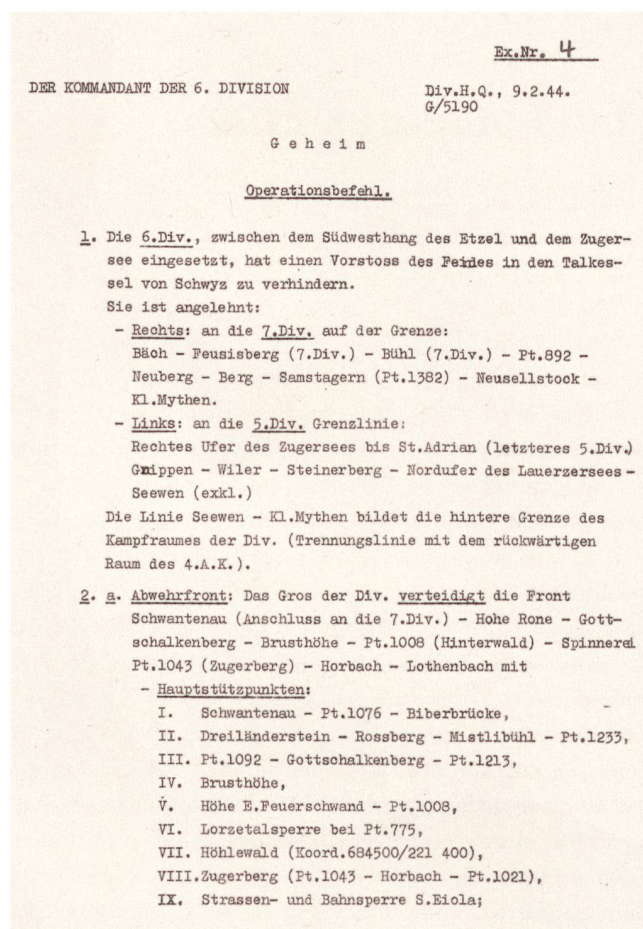 Ex.Nr. 4
DER KOMMANDANT DER 6. DIVISION
Div.H.Q., 9.2.44.
G/5190
G e h e i m
Operationsbefehl.
1. Die 6.Div., zwischen dem Südwesthang des Etzel und dem Zuger-
see eingesetzt, hat einen Vorstoss des Feindes in den Talkes-
sel von Schwyz zu verhindern.
Sie ist angelehnt:
- Rechts: an die 7.Div. auf der Grenze:
Bäch - Feusisberg (7.Div.) - Bühl (7.Div.) - Pt.892 -
Neuberg - Berg - Samstagern (Pt.1382) - Neusellstock -
Kl.Mythen.
- Links: an die 5.Div. Grenzlinie:
Rechtes Ufer des Zugersees bis St.Adrian (letzteres 5.Div.)
Gnippen - Wiler - Steinerberg - Nordufer des Lauerzersees -
Seewen (exkl.)
Die Linie Seewen - Kl.Mythen bildet die hintere Grenze des
Kampfraumes der Div. (Trennungslinie mit dem rückwärtigen
Raum des 4.A.K.).
2. a. Abwehrfront: Das Gros der Div. verteidigt die Front
Schwantenau (Anschluss an die 7.Div.) - Hohe Rone - Gott-
schalkenberg - Brusthöhe - Pt.1008 (Hinterwald) - Spinnerei
Pt.1043 (Zugerberg) - Horbach - Lothenbach mit
- Hauptstützpunkten:
I. Schwantenau - Pt.1076 - Biberbrücke,
II. Dreiländerstein - Rossberg - Mistlibühl - Pt.1233,
III. Pt.1092 - Gottschalkenberg - Pt.1213,
IV. Brusthöhe,
V. Höhe E.Feuerschwand - Pt.1008,
VI. Lorzetalsperre bei Pt.775,
VII. Höhlewald (Koord.684500/221 400),
VIII.Zugerberg (Pt.1043 - Horbach - Pt.1021),
IX. Strassen- und Bahnsperre S.Eiola;